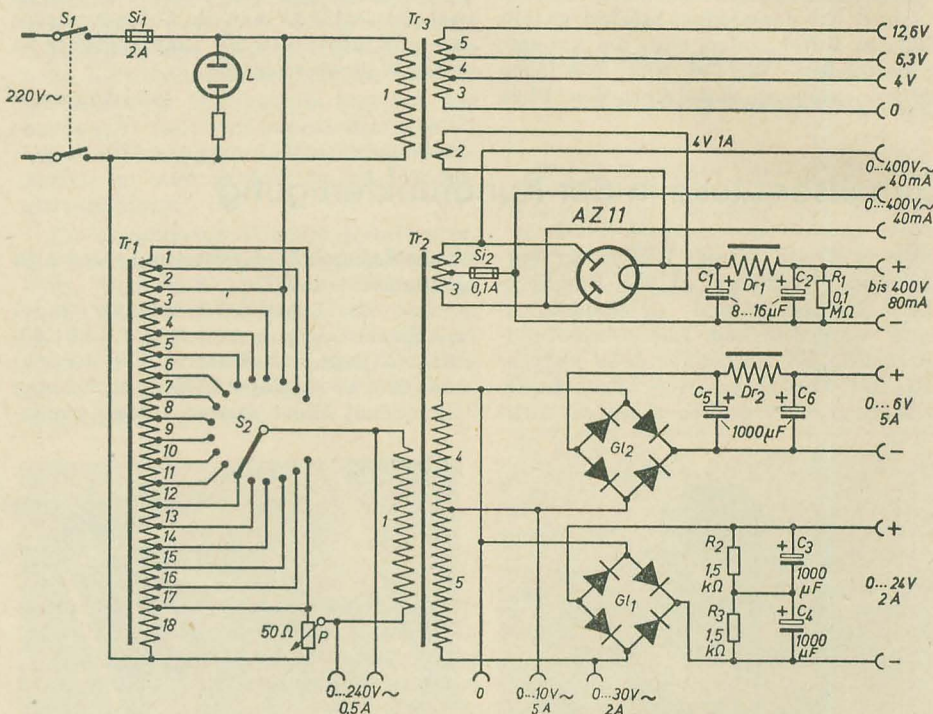 S1
Si1
2A
220V~
L
Tr3
1
5
4
3
2
12,6V
6,3V
4V
0
4V 1A
0...400V~
40mA
0...400V~
40mA
AZ 11
Tr2
2
3
Si2
0,1A
C1
Dr1
C2
R1
0,1
MΩ
8...16µF
+
bis 400V
80mA
−
Tr1
1
2
3
4
5
6
7
8
9
10
11
12
13
14
15
16
17
18
S2
50Ω
P
1
4
5
Gl2
C5
+
Dr2
+
C6
1000µF
+
0...6V
5A
−
Gl1
R2
1,5
kΩ
R3
1,5
kΩ
+
C3
1000
µF
+
C4
1000
µF
+
0...24V
2A
−
0...240V~
0,5A
0
0...10V~
5A
0...30V~
2A